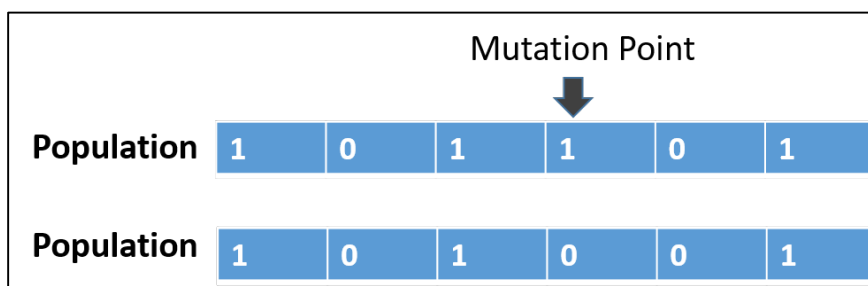 Mutation Point
Population 1 0 1 1 0 1
Population 1 0 1 0 0 1